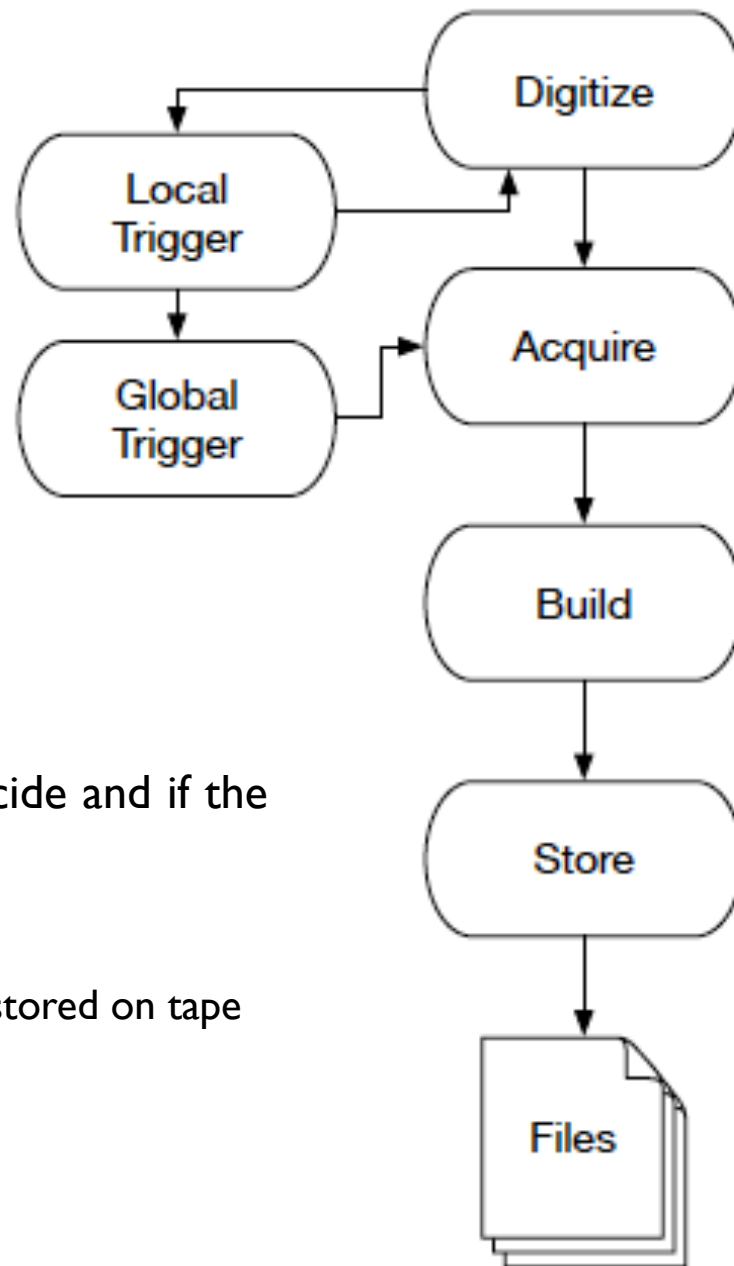 Digitize
Local
Trigger
Acquire
Global
Trigger
Build
cide and if the
Store
stored on tape
Files